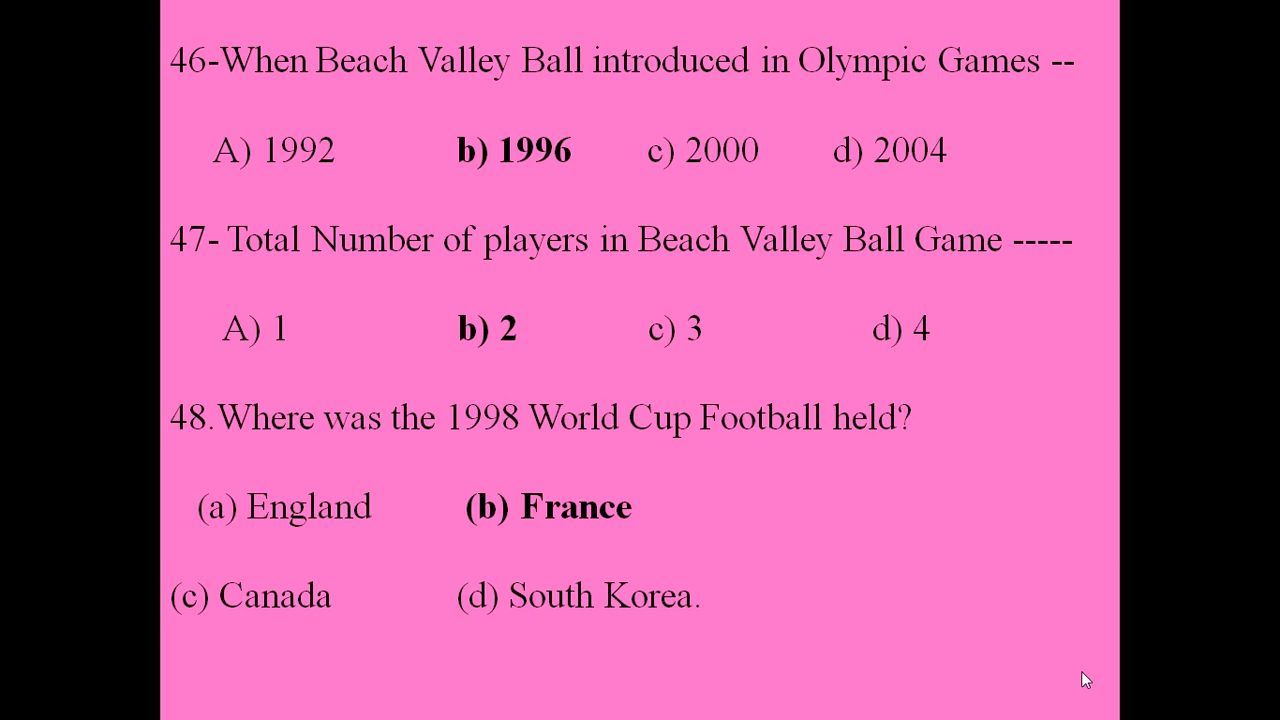 46-When Beach Valley Ball introduced in Olympic Games --
A) 1992 b) 1996 c) 2000 d) 2004
47- Total Number of players in Beach Valley Ball Game -----
A) 1 b) 2 c) 3 d) 4
48.Where was the 1998 World Cup Football held?
(a) England (b) France
(c) Canada (d) South Korea.